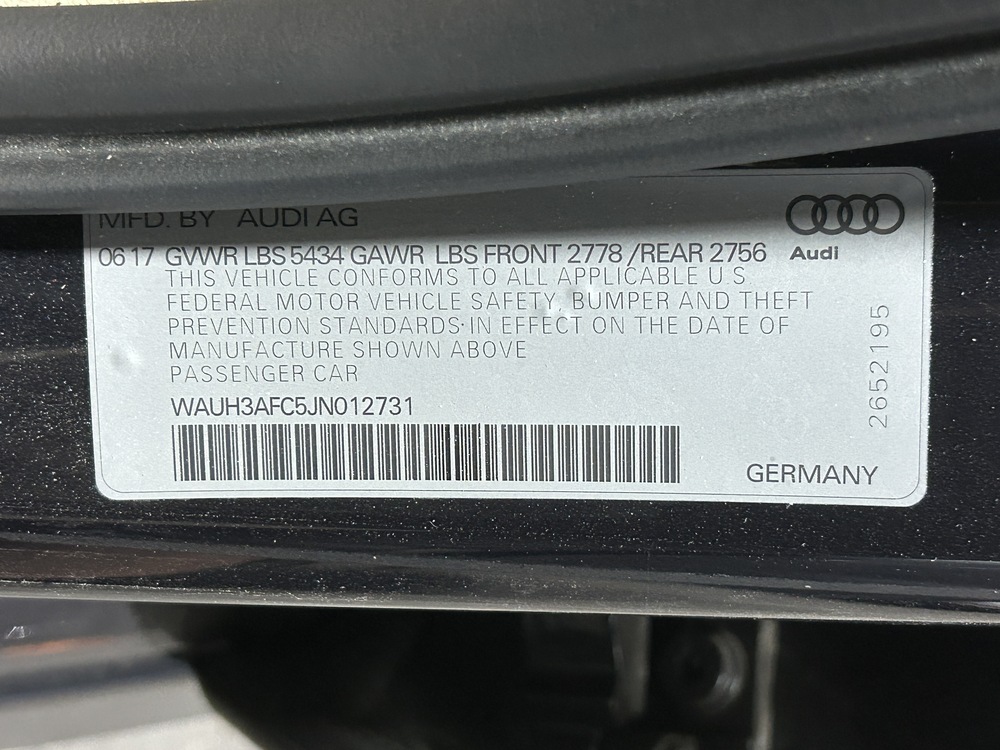 MFD. BY AUDI AG
06 17 GVWR LBS 5434 GAWR LBS FRONT 2778 /REAR 2756
Audi
THIS VEHICLE CONFORMS TO ALL APPLICABLE U S
FEDERAL MOTOR VEHICLE SAFETY, BUMPER AND THEFT
PREVENTION STANDARDS IN EFFECT ON THE DATE OF
MANUFACTURE SHOWN ABOVE
PASSENGER CAR
WAUH3AFC5JN012731
GERMANY
2652195